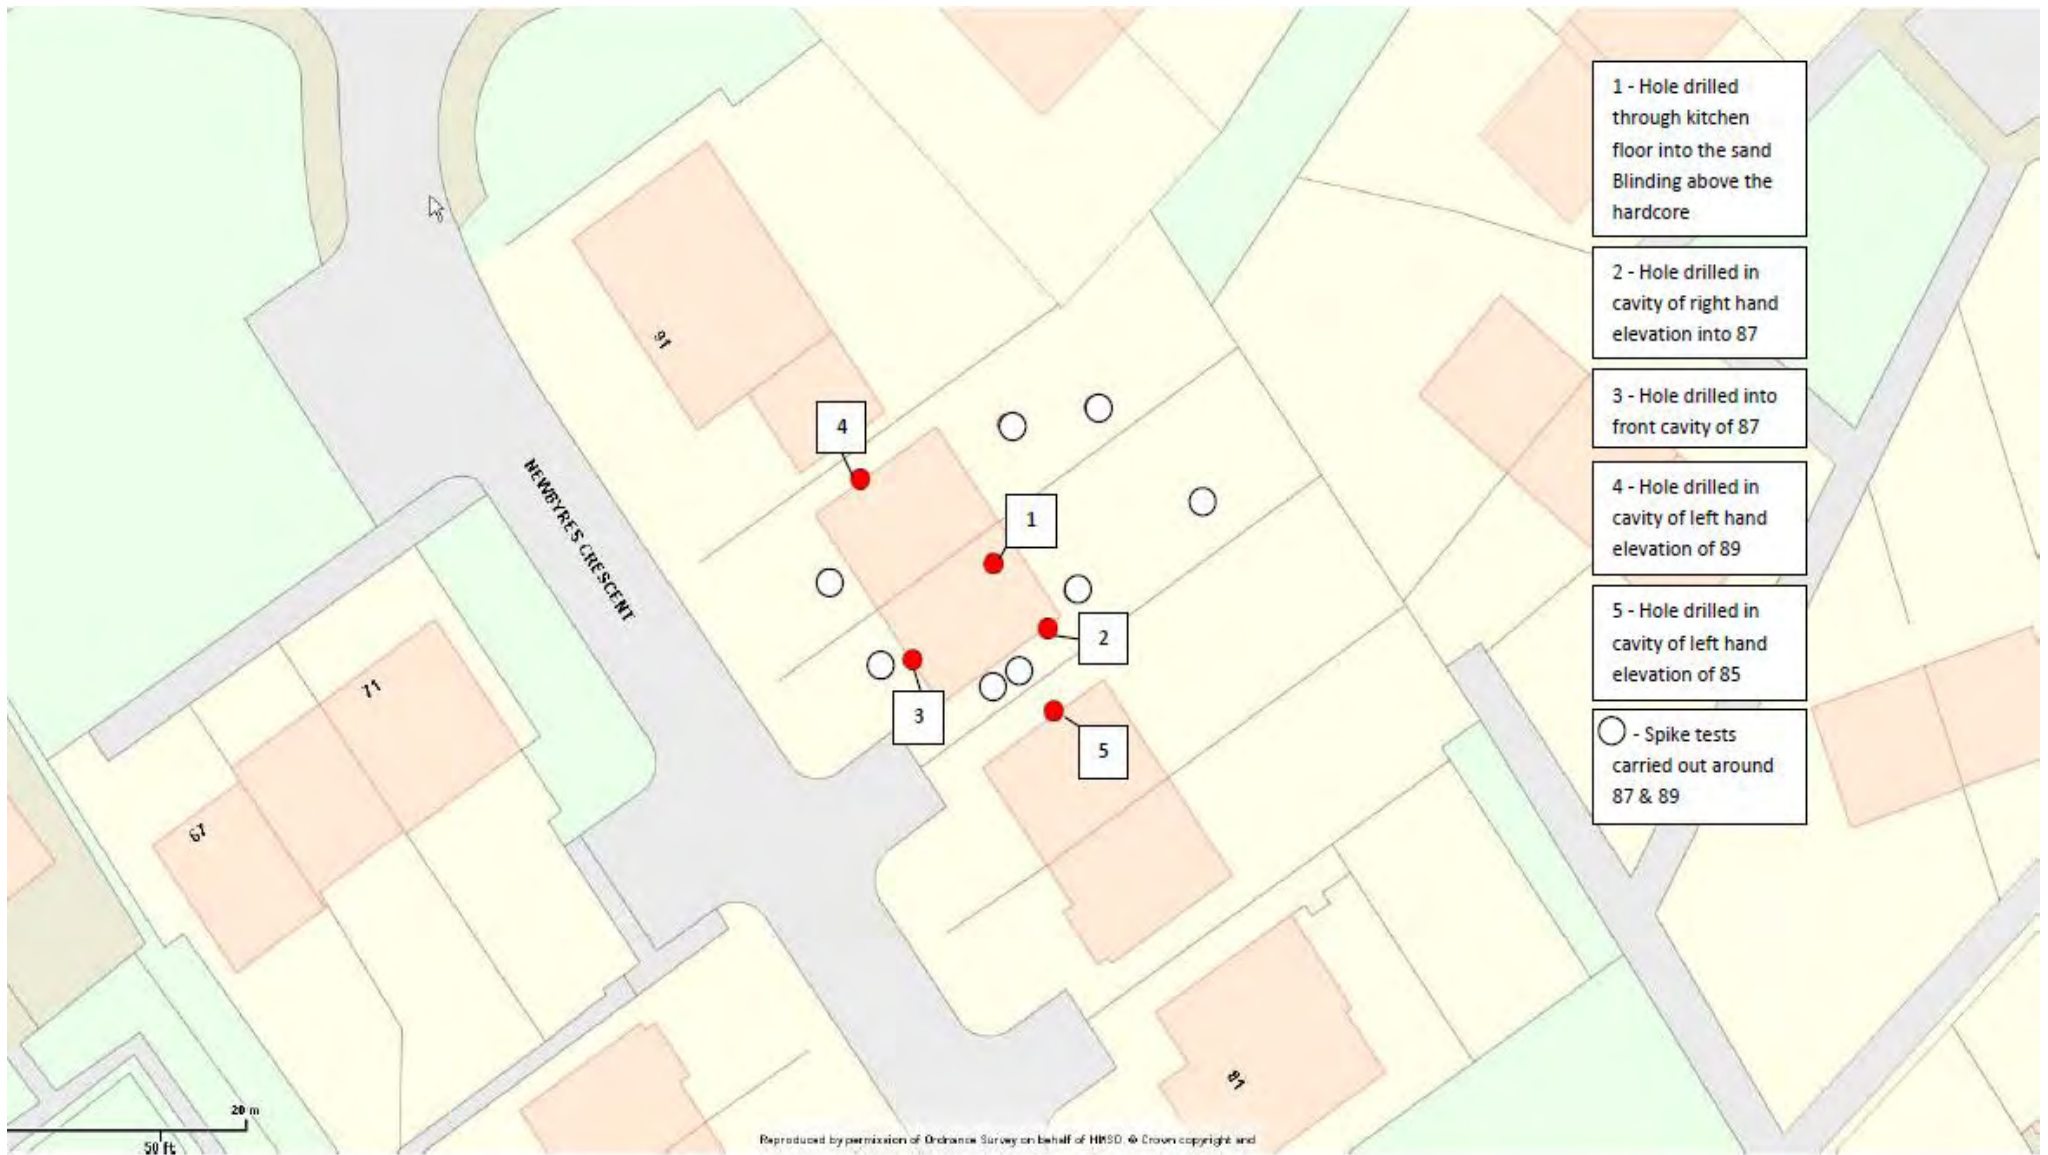 1 - Hole drilled
through kitchen
floor into the sand
Blinding above the
hardcore
2 - Hole drilled in
cavity of right hand
elevation into 87
3 - Hole drilled into
front cavity of 87
4 - Hole drilled in
cavity of left hand
elevation of 89
5 - Hole drilled in
cavity of left hand
elevation of 85
- Spike tests
carried out around
87 & 89
91
4
1
NEWBYRES CRESCENT
2
3
5
71
67
81
20 m
50 ft
Reproduced by permission of Ordnance Survey on behalf of HMSO. © Crown copyright and